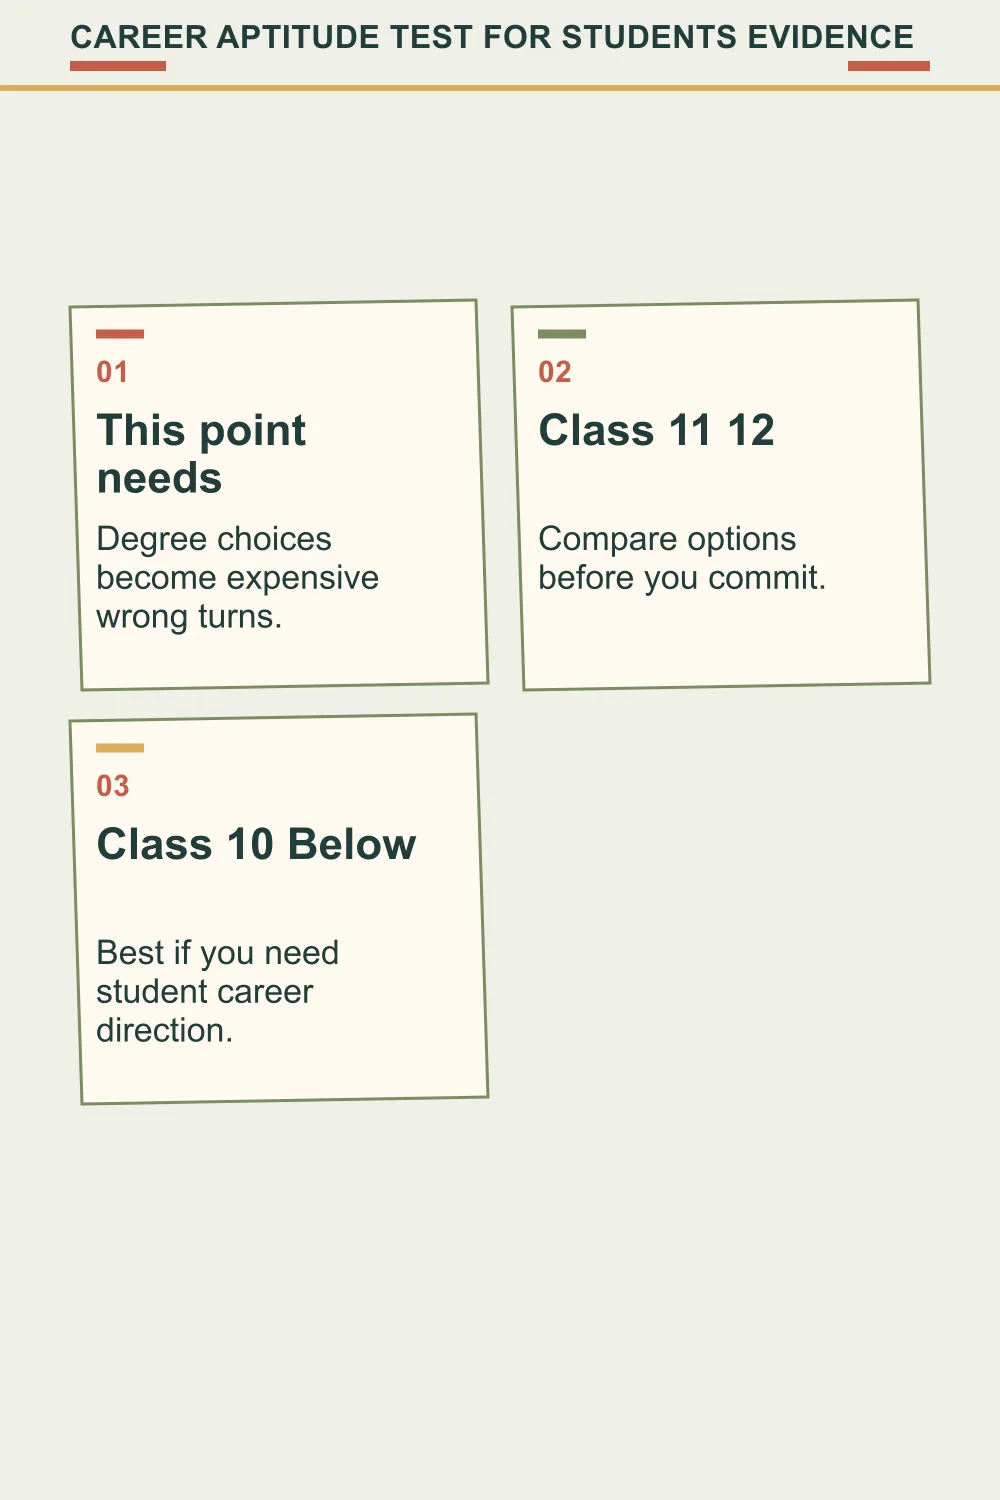 CAREER APTITUDE TEST FOR STUDENTS EVIDENCE
01
This point
needs
Degree choices
become expensive
wrong turns.
02
Class 11 12
Compare options
before you commit.
03
Class 10 Below
Best if you need
student career
direction.